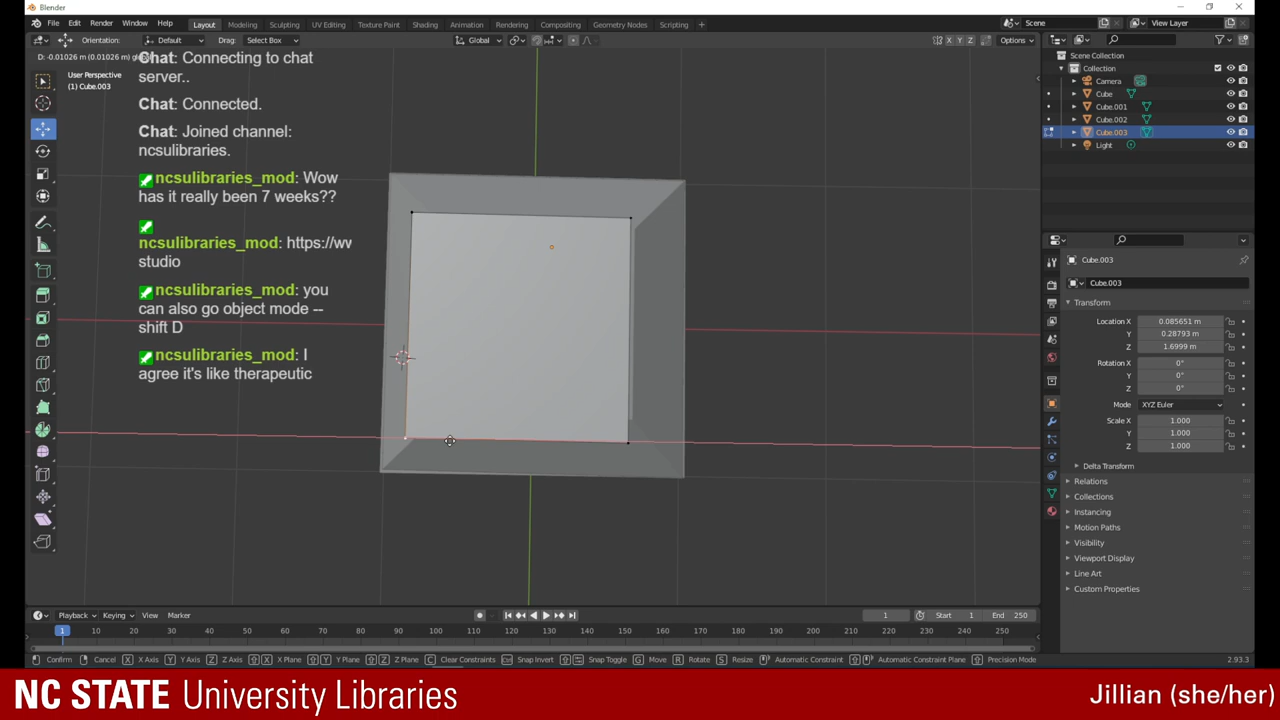 Blender
File Edit Render Window Help Layout Modeling Sculpting UV Editing Texture Paint Shading Animation Rendering Compositing Geometry Nodes Scripting + Scene View Layer
Orientation: Default Drag: Select Box Global X Y Z Options
D: -0.01026 m (0.01026 m)
User Perspective
(1) Cube.003
Chat: Connecting to chat
server..
Chat: Connected.
Chat: Joined channel:
ncsulibraries.
ncsulibraries_mod: Wow
has it really been 7 weeks??
ncsulibraries_mod: https://wv
studio
ncsulibraries_mod: you
can also go object mode --
shift D
ncsulibraries_mod: I
agree it's like therapeutic
Scene Collection
Collection
Camera
Cube
Cube.001
Cube.002
Cube.003
Light
Cube.003
Cube.003
Transform
Location X 0.085651 m
Y 0.28793 m
Z 1.6999 m
Rotation X 0°
Y 0°
Z 0°
Mode XYZ Euler
Scale X 1.000
Y 1.000
Z 1.000
Delta Transform
Relations
Collections
Instancing
Motion Paths
Visibility
Viewport Display
Line Art
Custom Properties
Playback Keying View Marker 1 Start 1 End 250
1 10 20 30 40 50 60 70 80 90 100 110 120 130 140 150 160 170 180 190 200 210 220 230 240 250
Confirm Cancel X X Axis Y Y Axis Z Z Axis X X Plane Y Y Plane Z Z Plane C Clear Constraints Snap Invert Snap Toggle G Move R Rotate S Resize Automatic Constraint Automatic Constraint Plane Precision Mode 2.93.3
NC STATE University Libraries
Jillian (she/her)